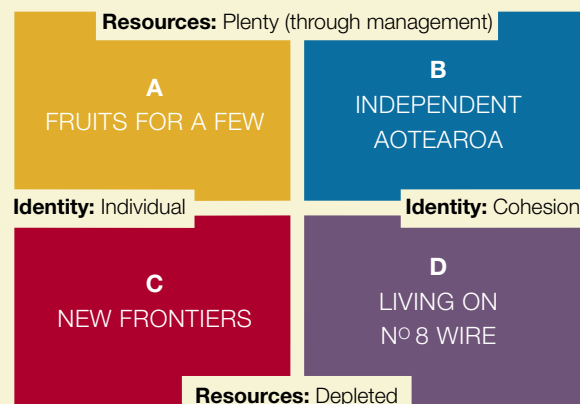 Resources: Plenty (through management)
A
FRUITS FOR A FEW
B
INDEPENDENT
AOTEAROA
Identity: Individual
Identity: Cohesion
C
NEW FRONTIERS
D
LIVING ON
Nº 8 WIRE
Resources: Depleted